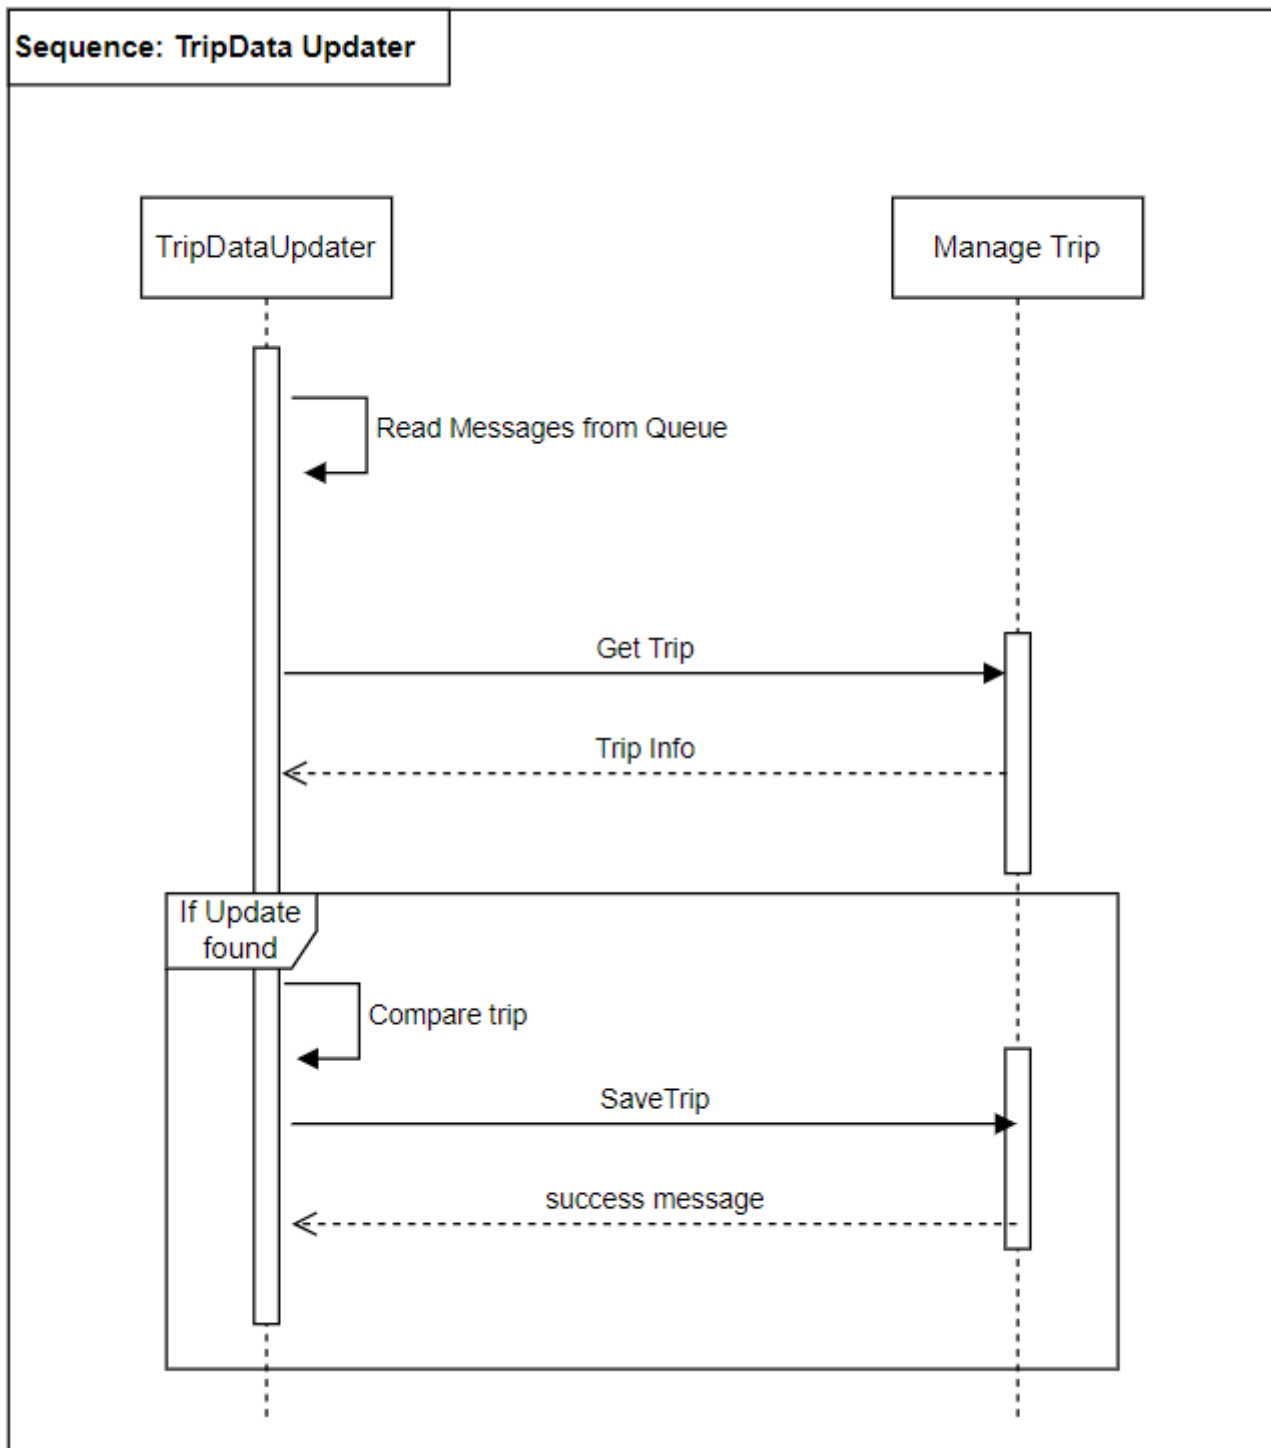 Sequence: TripData Updater
TripDataUpdater
Manage Trip
Read Messages from Queue
Get Trip
Trip Info
If Update
found
Compare trip
SaveTrip
success message